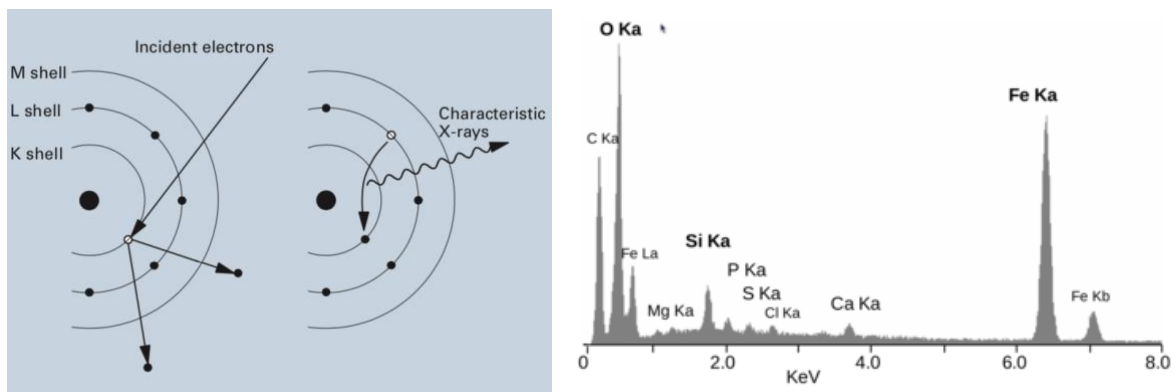 Incident electrons
M shell
L shell
K shell
Characteristic
X-rays
O Ka
Fe Ka
C Ka
Si Ka
Fe La
P Ka
S Ka
Mg Ka
Cl Ka
Ca Ka
Fe Kb
0
2.0
4.0
6.0
8.0
KeV